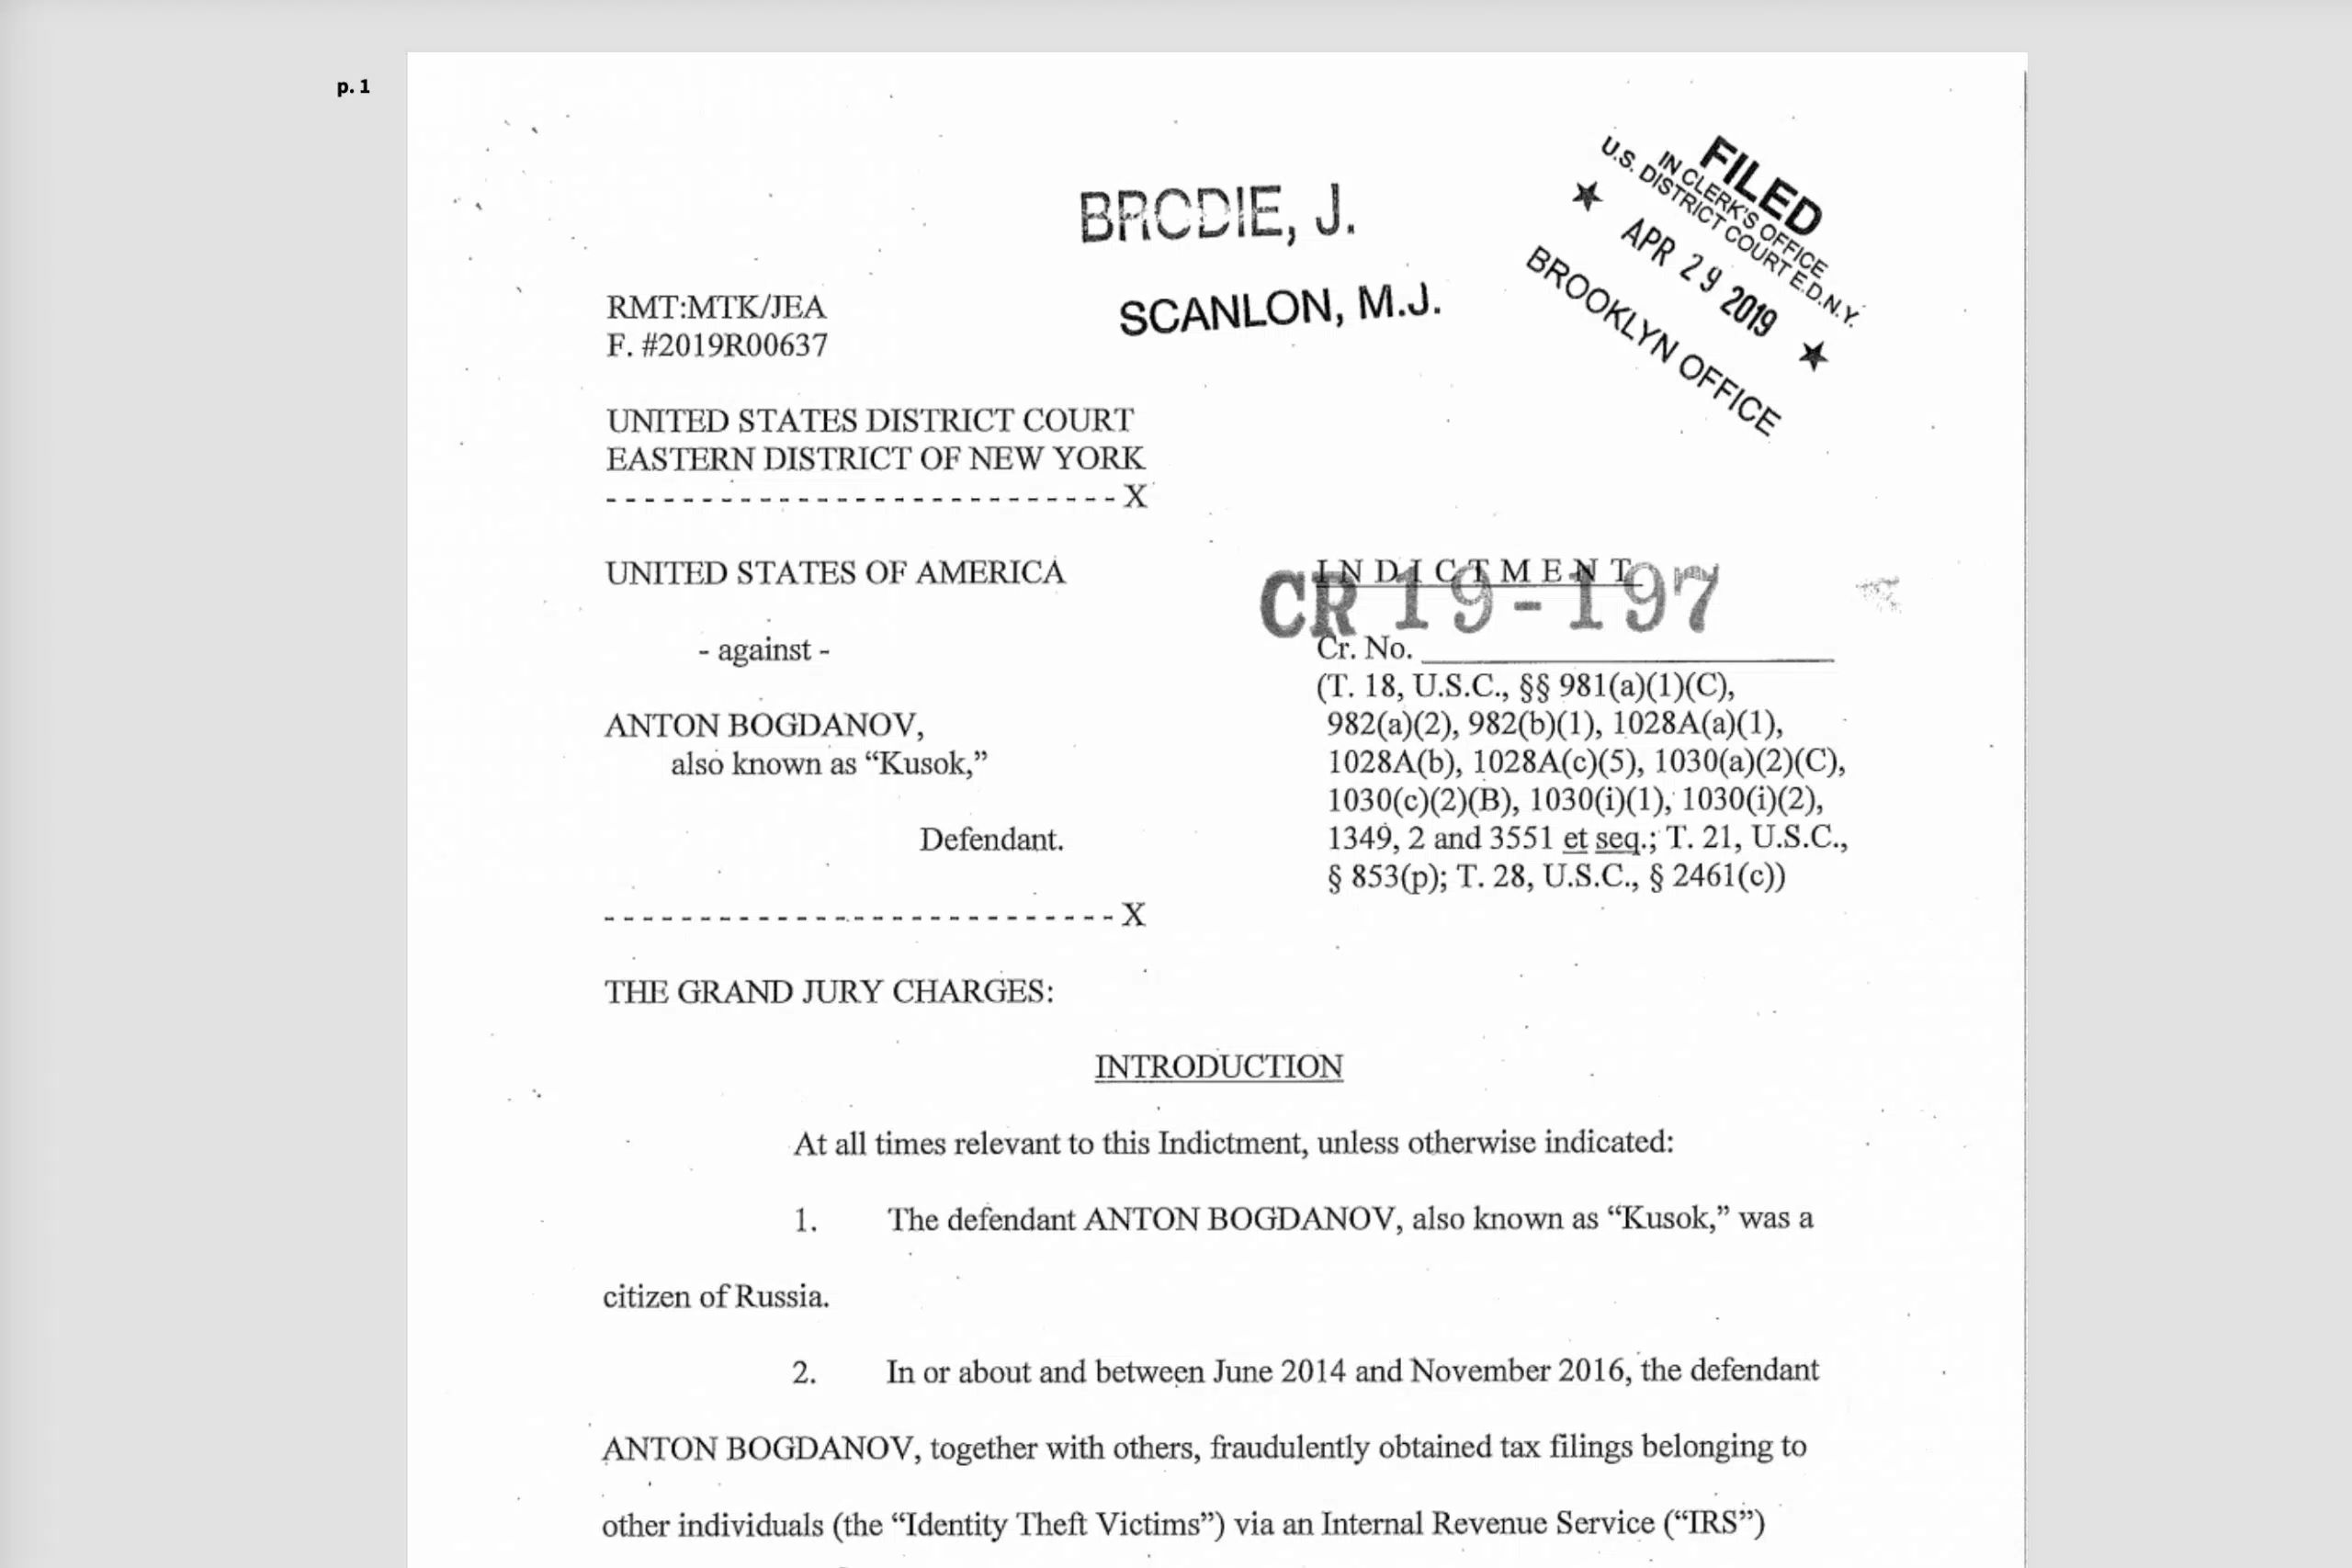 p. 1
BRODIE, J.
SCANLON, M.J.
FILED
IN CLERK'S OFFICE
U.S. DISTRICT COURT E.D.N.Y.
★ APR 29 2019 ★
BROOKLYN OFFICE
RMT:MTK/JEA
F. #2019R00637
UNITED STATES DISTRICT COURT
EASTERN DISTRICT OF NEW YORK
- - - - - - - - - - - - - - - - - - - - - - - - - - - X
UNITED STATES OF AMERICA
- against -
ANTON BOGDANOV,
also known as “Kusok,”
Defendant.
- - - - - - - - - - - - - - - - - - - - - - - - - - - X
I N D I C T M E N T
CR 19-197
Cr. No.
(T. 18, U.S.C., §§ 981(a)(1)(C),
982(a)(2), 982(b)(1), 1028A(a)(1),
1028A(b), 1028A(c)(5), 1030(a)(2)(C),
1030(c)(2)(B), 1030(i)(1), 1030(i)(2),
1349, 2 and 3551 et seq.; T. 21, U.S.C.,
§ 853(p); T. 28, U.S.C., § 2461(c))
THE GRAND JURY CHARGES:
INTRODUCTION
At all times relevant to this Indictment, unless otherwise indicated:
1. The defendant ANTON BOGDANOV, also known as “Kusok,” was a
citizen of Russia.
2. In or about and between June 2014 and November 2016, the defendant
ANTON BOGDANOV, together with others, fraudulently obtained tax filings belonging to
other individuals (the “Identity Theft Victims”) via an Internal Revenue Service (“IRS”)